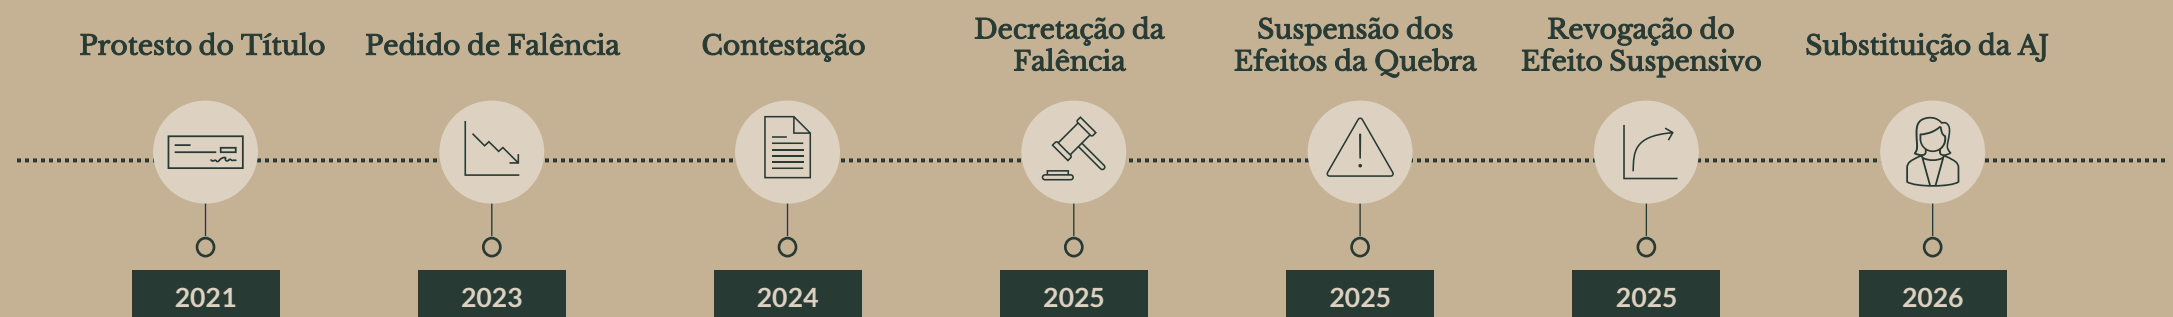 Protesto do Título
Pedido de Falência
Contestação
Decretação da
Falência
Suspensão dos
Efeitos da Quebra
Revogação do
Efeito Suspensivo
Substituição da AJ
2021
2023
2024
2025
2025
2025
2026